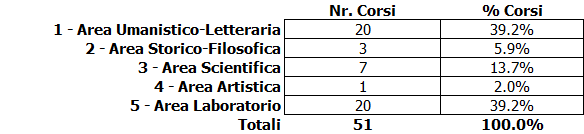 Nr. Corsi % Corsi
1 - Area Umanistico-Letteraria 20 39.2%
2 - Area Storico-Filosofica 3 5.9%
3 - Area Scientifica 7 13.7%
4 - Area Artistica 1 2.0%
5 - Area Laboratorio 20 39.2%
Totali 51 100.0%